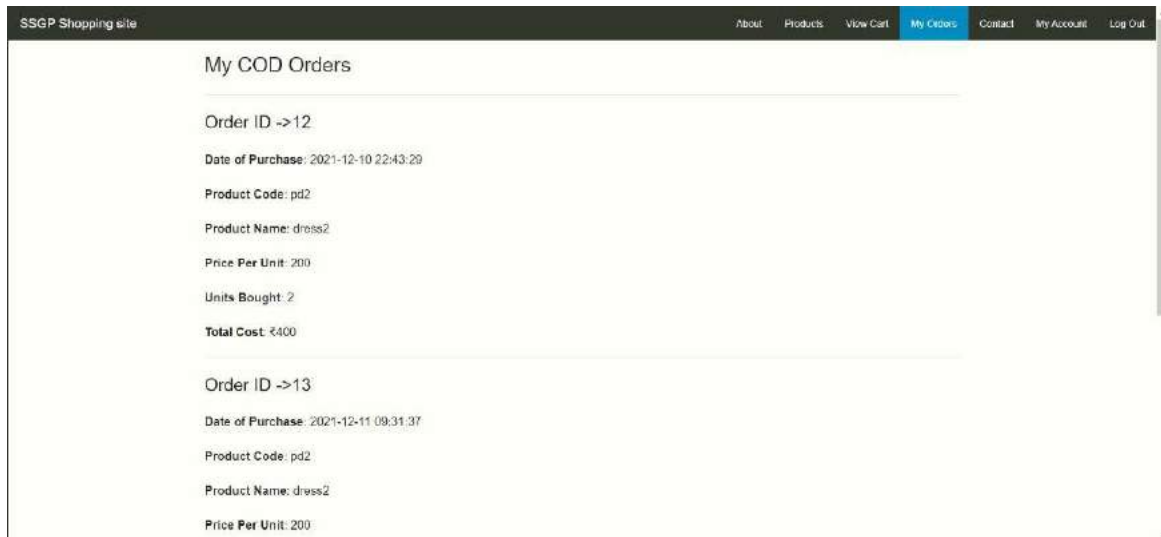 SSGP Shopping site About Products View Cart My Orders Contact My Account Log Out
My COD Orders
Order ID ->12
Date of Purchase: 2021-12-10 22:43:29
Product Code: pd2
Product Name: dress2
Price Per Unit: 200
Units Bought: 2
Total Cost: ₹400
Order ID ->13
Date of Purchase: 2021-12-11 09:31:37
Product Code: pd2
Product Name: dress2
Price Per Unit: 200